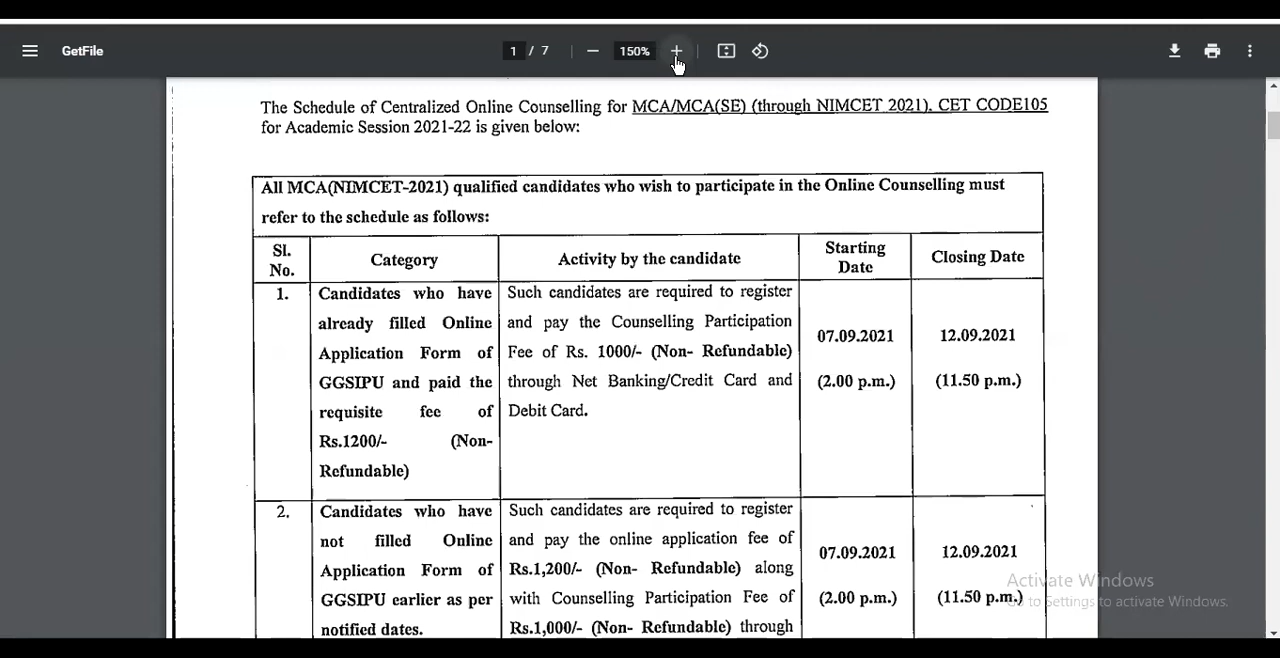 GetFile
1 / 7
150%
The Schedule of Centralized Online Counselling for MCA/MCA(SE) (through NIMCET 2021). CET CODE105
for Academic Session 2021-22 is given below:
All MCA(NIMCET-2021) qualified candidates who wish to participate in the Online Counselling must
refer to the schedule as follows:
Sl.
No.
Category
Activity by the candidate
Starting
Date
Closing Date
1.
Candidates who have
already filled Online
Application Form of
GGSIPU and paid the
requisite fee of
Rs.1200/- (Non-
Refundable)
Such candidates are required to register
and pay the Counselling Participation
Fee of Rs. 1000/- (Non- Refundable)
through Net Banking/Credit Card and
Debit Card.
07.09.2021
(2.00 p.m.)
12.09.2021
(11.50 p.m.)
2.
Candidates who have
not filled Online
Application Form of
GGSIPU earlier as per
notified dates.
Such candidates are required to register
and pay the online application fee of
Rs.1,200/- (Non- Refundable) along
with Counselling Participation Fee of
Rs.1,000/- (Non- Refundable) through
07.09.2021
(2.00 p.m.)
12.09.2021
(11.50 p.m.)
Activate Windows
Go to Settings to activate Windows.